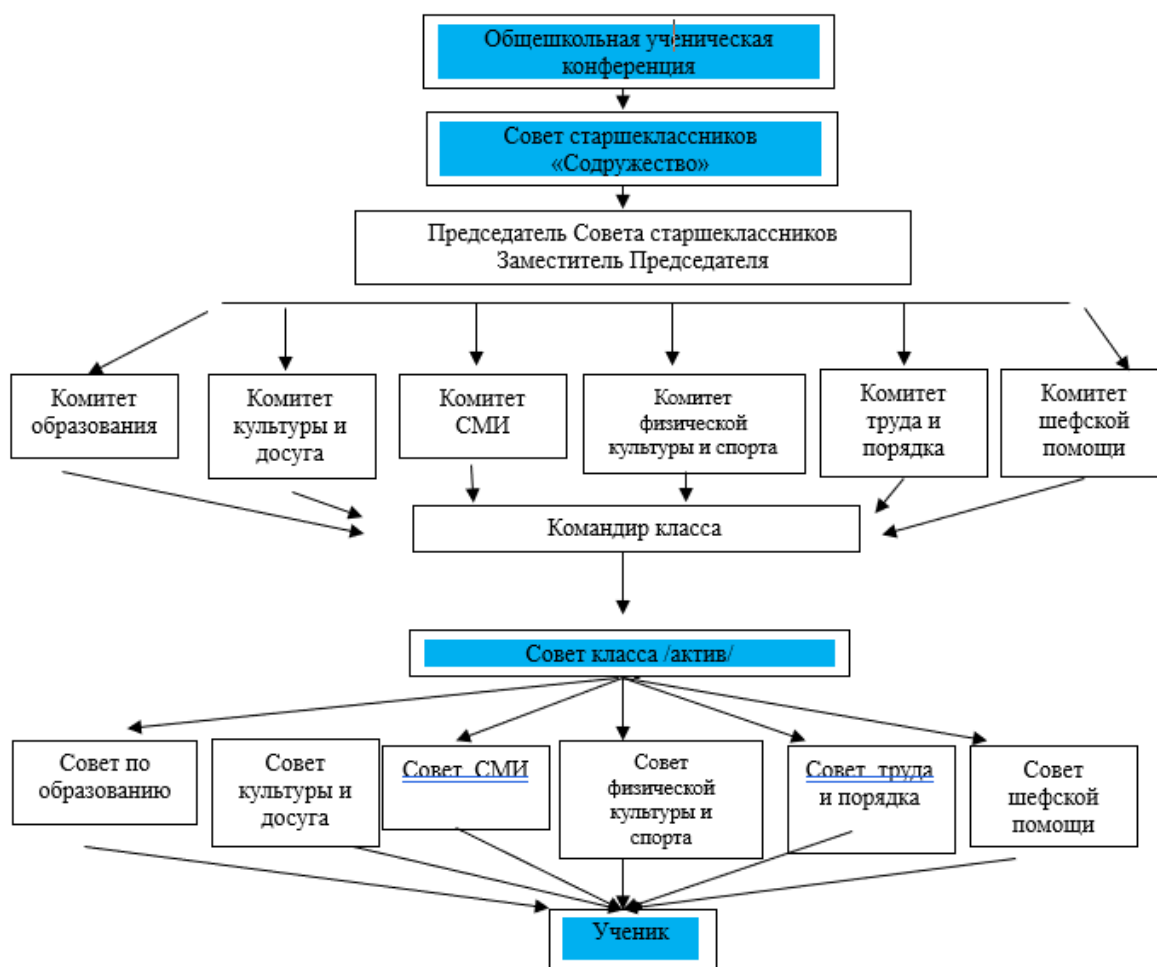 Общешкольная ученическая
конференция
Совет старшеклассников
«Содружество»
Председатель Совета старшеклассников
Заместитель Председателя
Комитет
образования
Комитет
культуры и
досуга
Комитет
СМИ
Комитет
физической
культуры и спорта
Комитет
труда и
порядка
Комитет
шефской
помощи
Командир класса
Совет класса /актив/
Совет по
образованию
Совет
культуры и
досуга
Совет СМИ
Совет
физической
культуры и
спорта
Совет труда
и порядка
Совет
шефской
помощи
Ученик